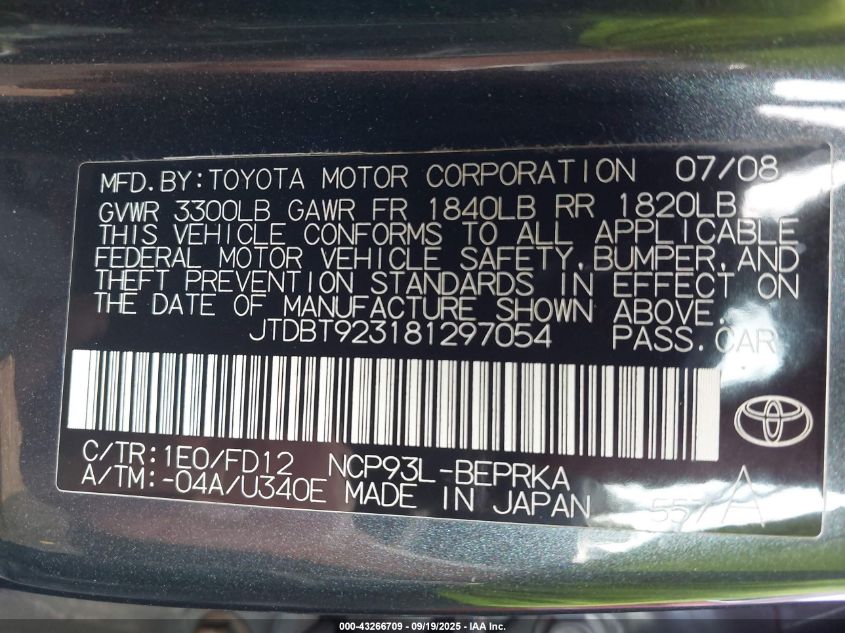 MFD.BY:TOYOTA MOTOR CORPORATION 07/08
GVWR 3300LB GAWR FR 1840LB RR 1820LB
THIS VEHICLE CONFORMS TO ALL APPLICABLE
FEDERAL MOTOR VEHICLE SAFETY,BUMPER,AND
THEFT PREVENTION STANDARDS IN EFFECT ON
THE DATE OF MANUFACTURE SHOWN ABOVE.
JTDBT923181297054 PASS.CAR
C/TR:1E0/FD12 NCP93L-BEPRKA
A/TM:-04A/U340E MADE IN JAPAN 557 A
000-43266709 - 09/19/2025 - IAA, Inc.